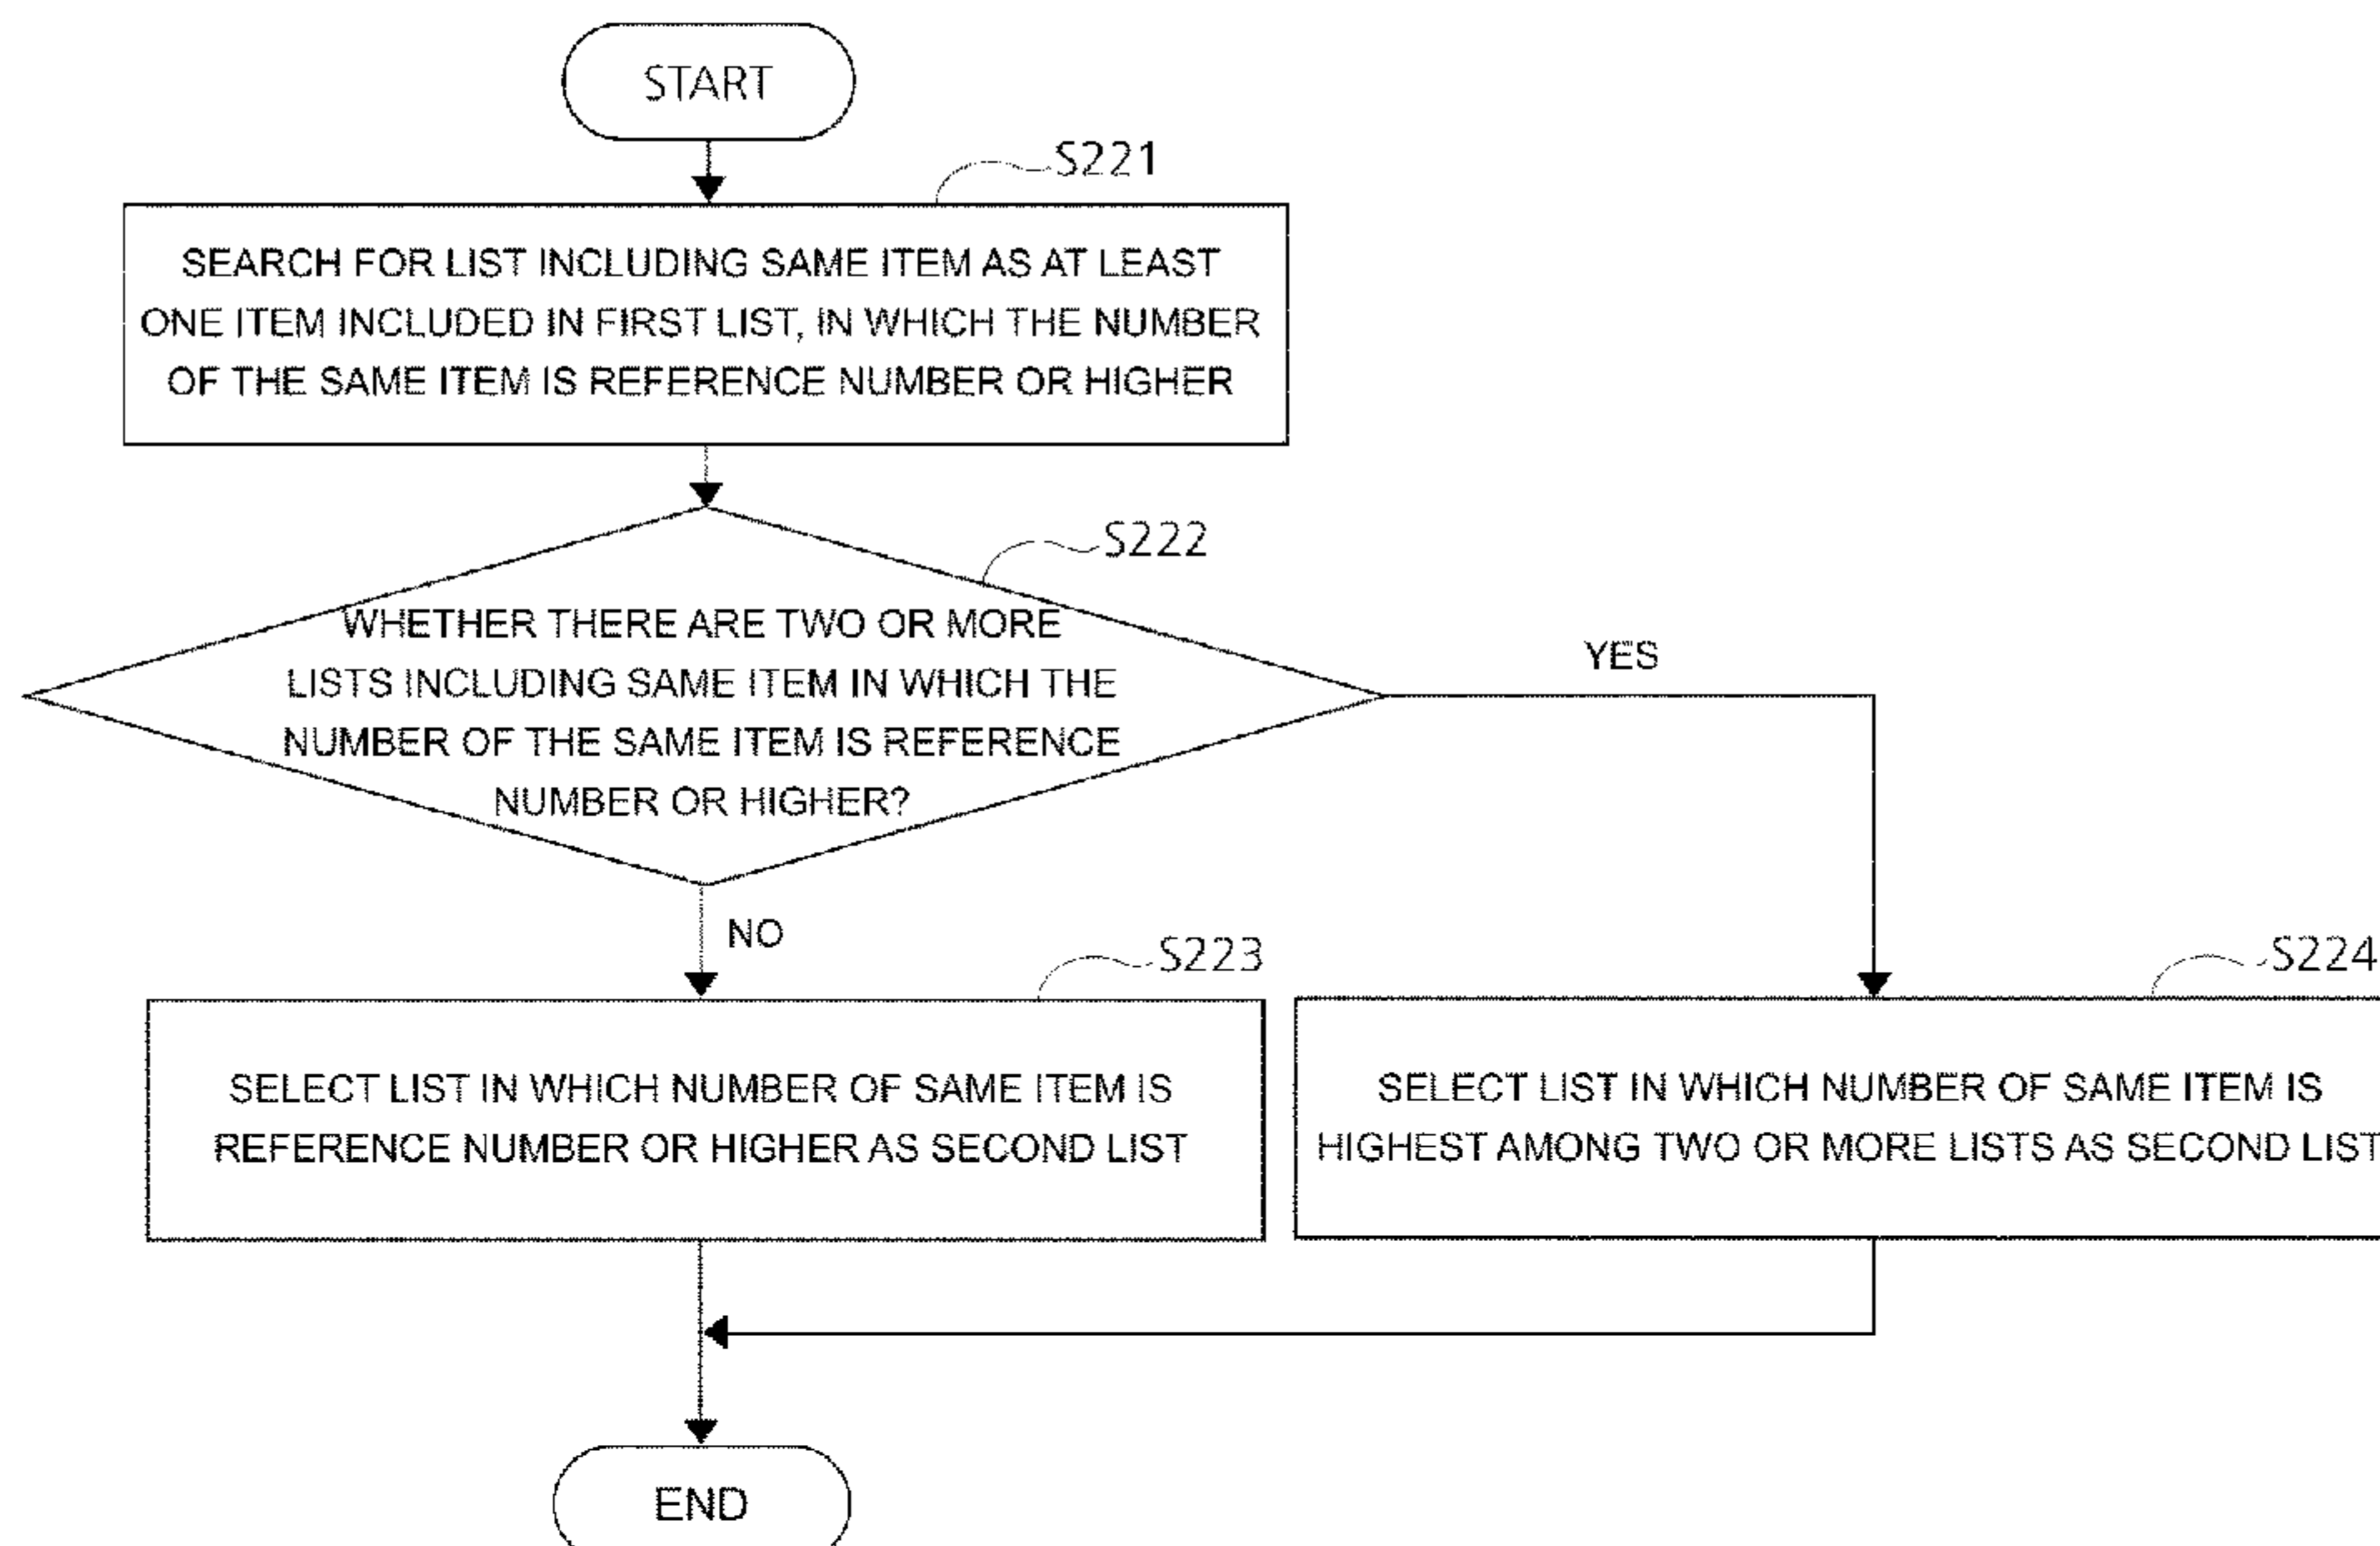 START
S221
SEARCH FOR LIST INCLUDING SAME ITEM AS AT LEAST
ONE ITEM INCLUDED IN FIRST LIST, IN WHICH THE NUMBER
OF THE SAME ITEM IS REFERENCE NUMBER OR HIGHER
S222
WHETHER THERE ARE TWO OR MORE
LISTS INCLUDING SAME ITEM IN WHICH THE
NUMBER OF THE SAME ITEM IS REFERENCE
NUMBER OR HIGHER?
YES
NO
S223
SELECT LIST IN WHICH NUMBER OF SAME ITEM IS
REFERENCE NUMBER OR HIGHER AS SECOND LIST
S224
SELECT LIST IN WHICH NUMBER OF SAME ITEM IS
HIGHEST AMONG TWO OR MORE LISTS AS SECOND LIST
END